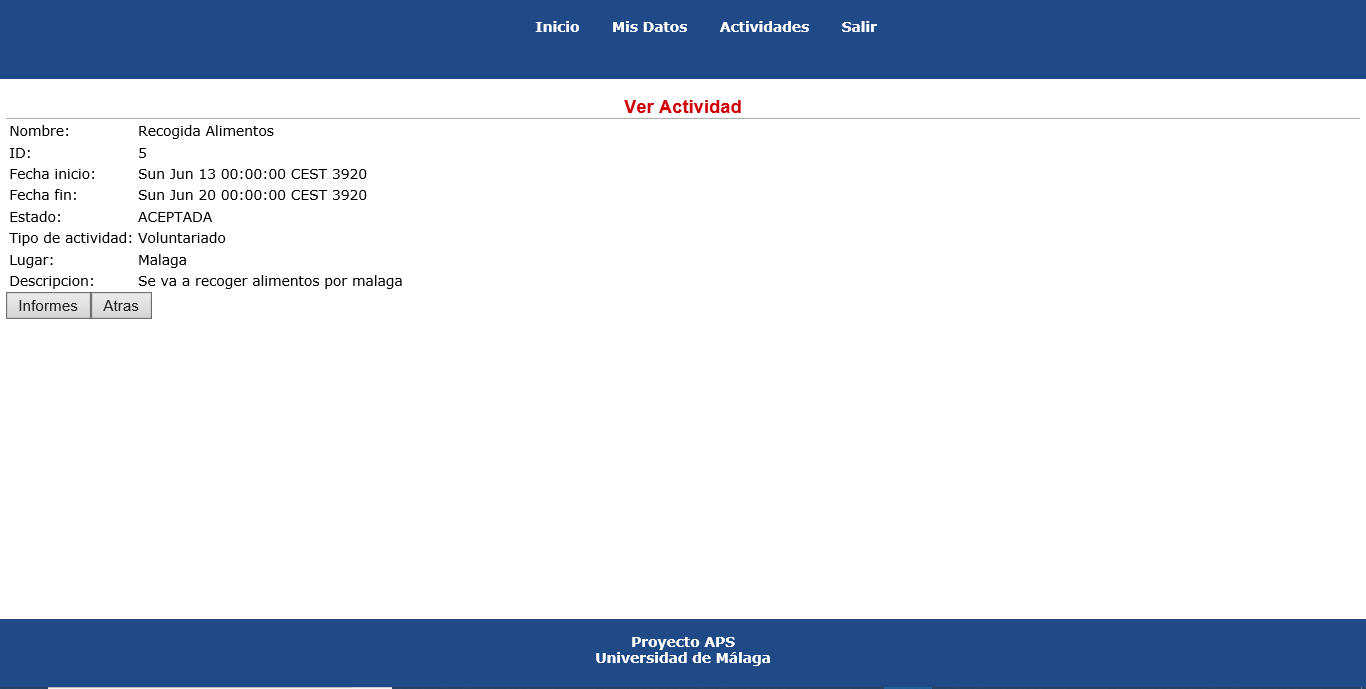 Inicio Mis Datos Actividades Salir
Ver Actividad
Nombre: Recogida Alimentos
ID: 5
Fecha inicio: Sun Jun 13 00:00:00 CEST 3920
Fecha fin: Sun Jun 20 00:00:00 CEST 3920
Estado: ACEPTADA
Tipo de actividad: Voluntariado
Lugar: Malaga
Descripcion: Se va a recoger alimentos por malaga
Informes Atras
Proyecto APS
Universidad de Málaga